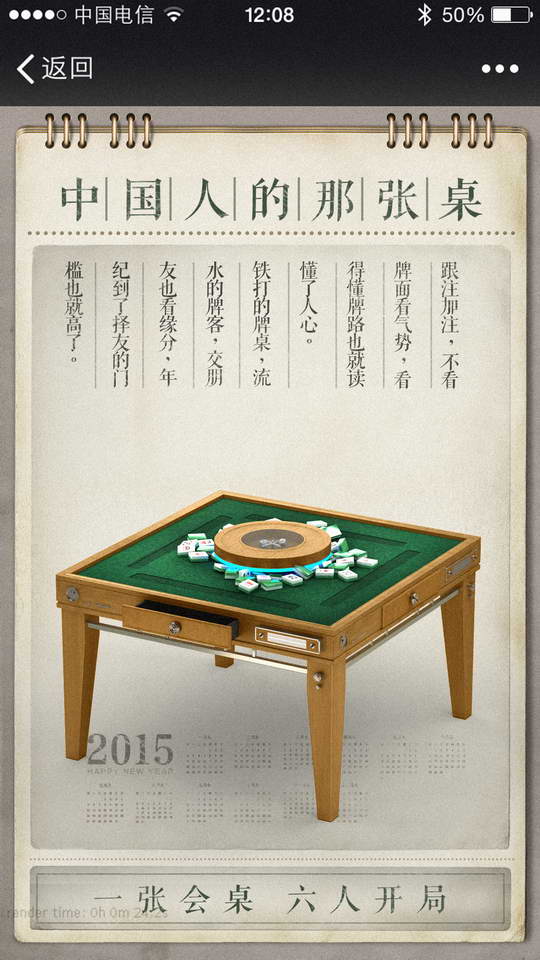 中国电信
12:08
50%
返回
中国人的那张桌
跟注加注，不看
牌面看气势，看
得懂牌路也就读
懂了人心。
铁打的牌桌，流
水的牌客，交朋
友也看缘分，年
纪到了择友的门
槛也就高了。
2015
HAPPY NEW YEAR
render time: 0h 0m 24.2s
一张会桌 六人开局